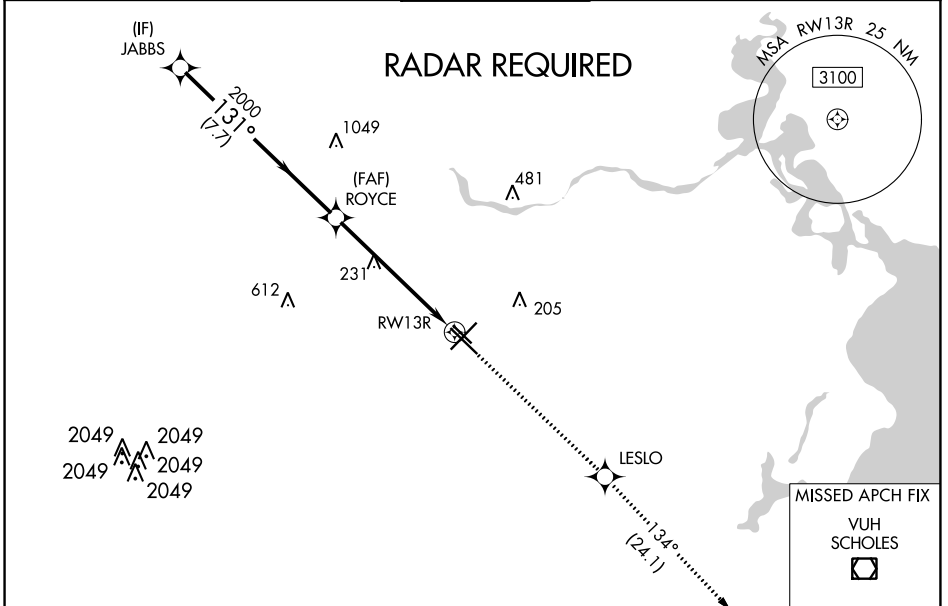 (IF)
JABBS
RADAR REQUIRED
MSA RW13R 25 NM
3100
2000
131°
(7.7)
1049
(FAF)
ROYCE
481
231
612
205
RW13R
2049
2049
2049
2049
2049
LESLO
134°
(24.1)
MISSED APCH FIX
VUH
SCHOLES